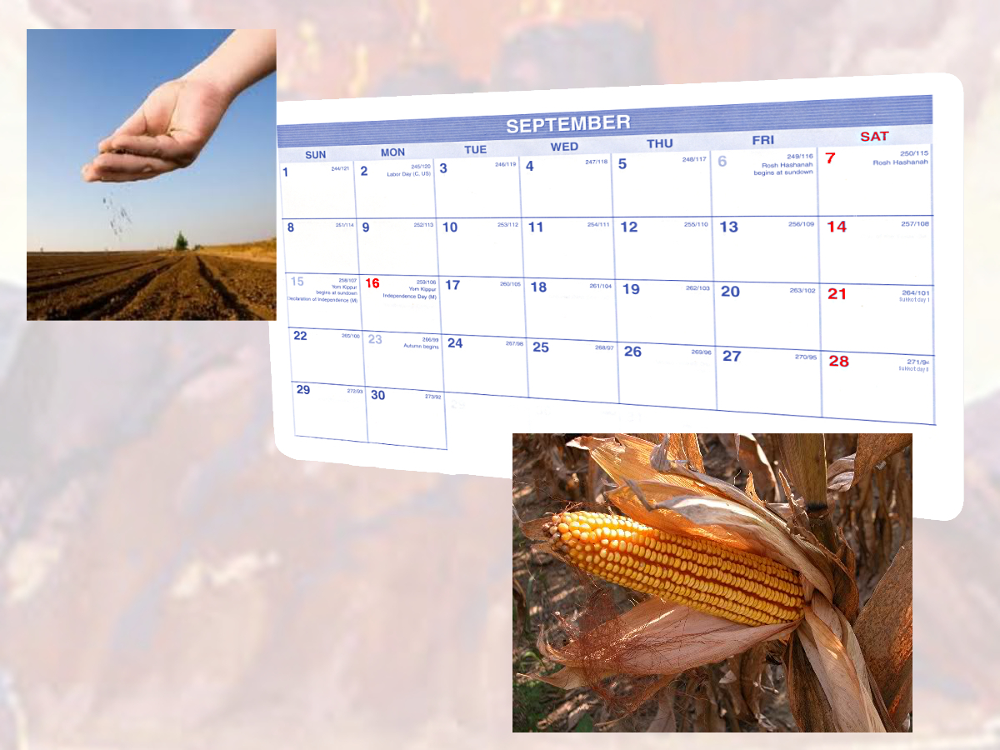 SEPTEMBER
SUN MON TUE WED THU FRI SAT
1 244/121 2 245/120 3 246/119 4 247/118 5 248/117 6 249/116 7 250/115
Labor Day (C, US) Rosh Hashanah Rosh Hashanah
begins at sundown
8 251/114 9 252/113 10 253/112 11 254/111 12 255/110 13 256/109 14 257/108
15 258/107 16 259/106 17 260/105 18 261/104 19 262/103 20 263/102 21 264/101
Yom Kippur Yom Kippur Sukkot day 1
begins at sundown Independence Day (M)
Declaration of Independence (M)
22 265/100 23 266/99 24 267/98 25 268/97 26 269/96 27 270/95 28 271/94
Autumn begins Sukkot day 8
29 272/93 30 273/92